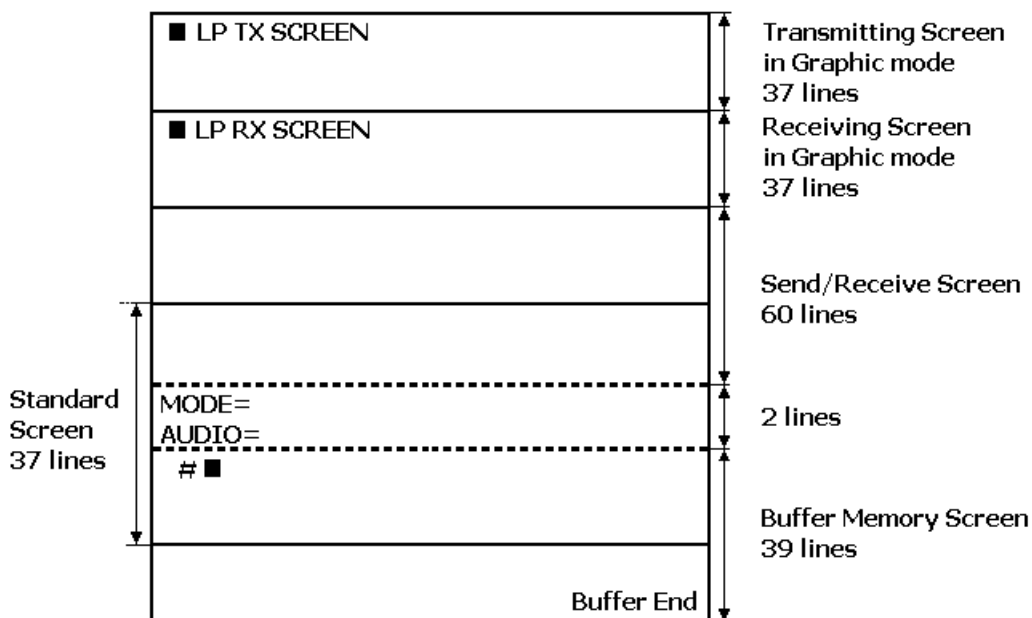 ■ LP TX SCREEN
Transmitting Screen
in Graphic mode
37 lines
■ LP RX SCREEN
Receiving Screen
in Graphic mode
37 lines
Send/Receive Screen
60 lines
Standard
Screen
37 lines
MODE=
AUDIO=
2 lines
# ■
Buffer Memory Screen
39 lines
Buffer End